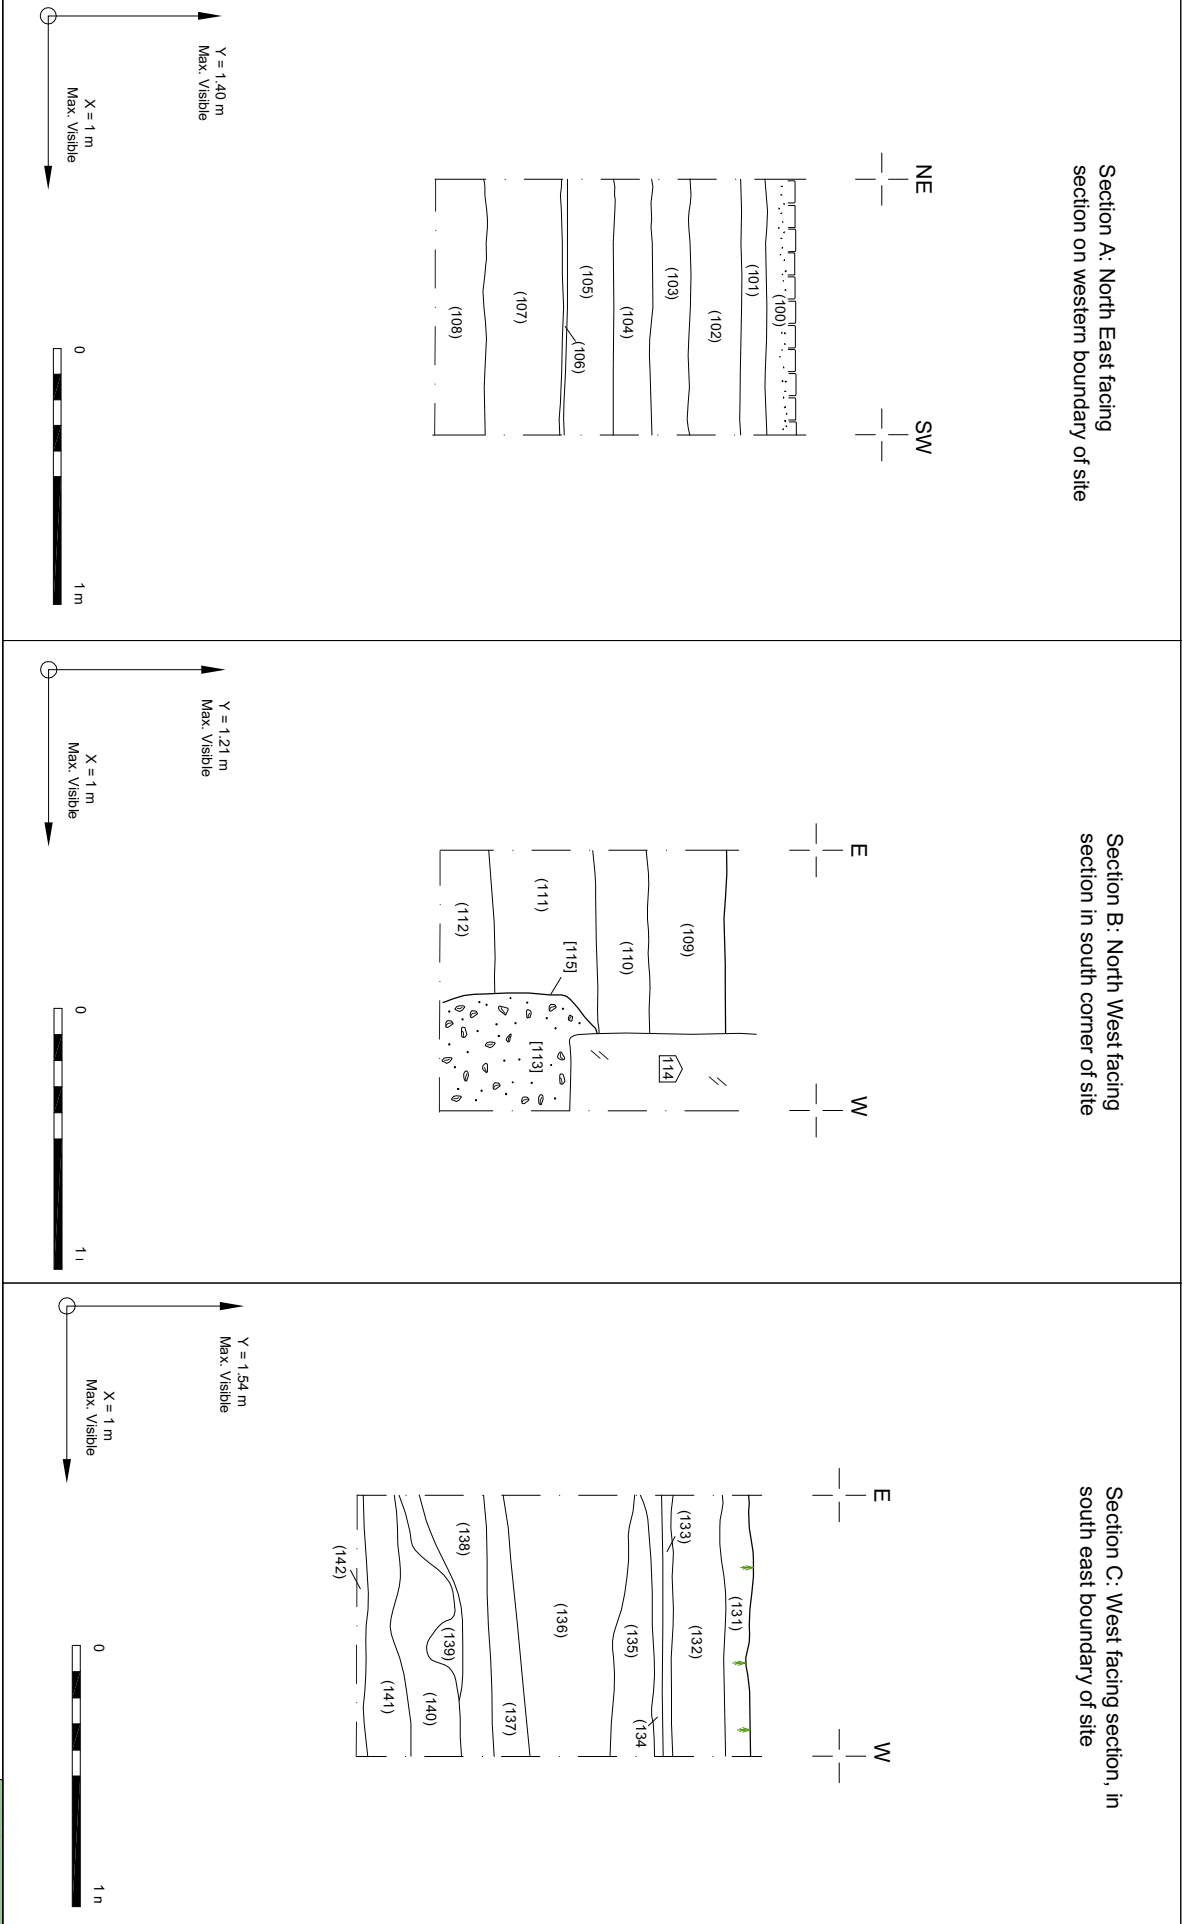 Section A: North East facing
section on western boundary of site
NE
SW
(100)
(101)
(102)
(103)
(104)
(105)
(106)
(107)
(108)
Y = 1.40 m
Max. Visible
X = 1 m
Max. Visible
0
1 m
Section B: North West facing
section in south corner of site
E
W
(109)
(110)
114
(111)
[115]
[113]
(112)
Y = 1.21 m
Max. Visible
X = 1 m
Max. Visible
0
1
Section C: West facing section, in
south east boundary of site
E
W
(131)
(132)
(133)
(134
(135)
(136)
(137)
(138)
(139)
(140)
(141)
(142)
Y = 1.54 m
Max. Visible
X = 1 m
Max. Visible
0
1 n